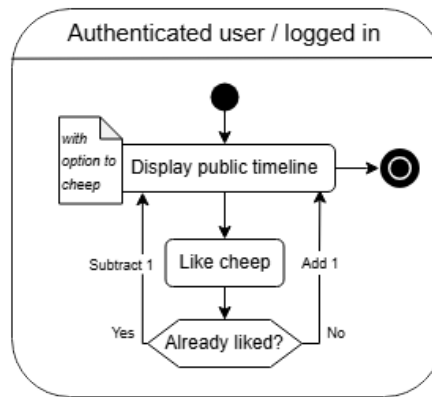 Authenticated user / logged in
with
option to
cheep
Display public timeline
Subtract 1
Like cheep
Add 1
Yes
Already liked?
No